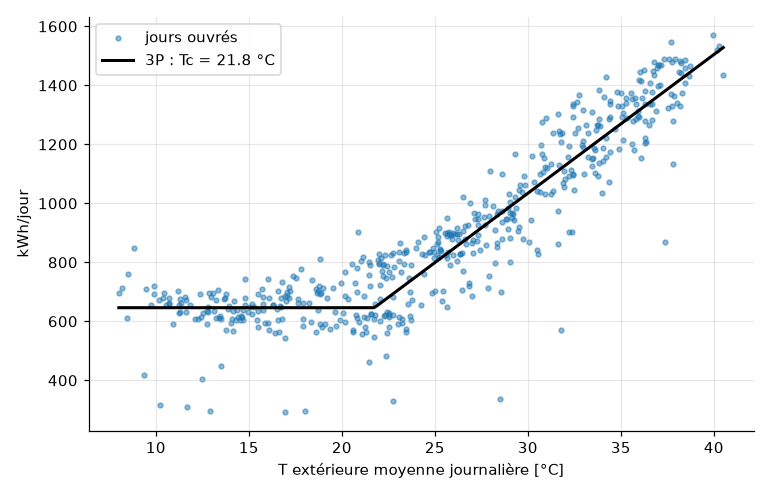 1600
1400
1200
1000
800
600
400
kWh/jour
jours ouvrés
3P : Tc = 21.8 °C
10 15 20 25 30 35 40
T extérieure moyenne journalière [°C]